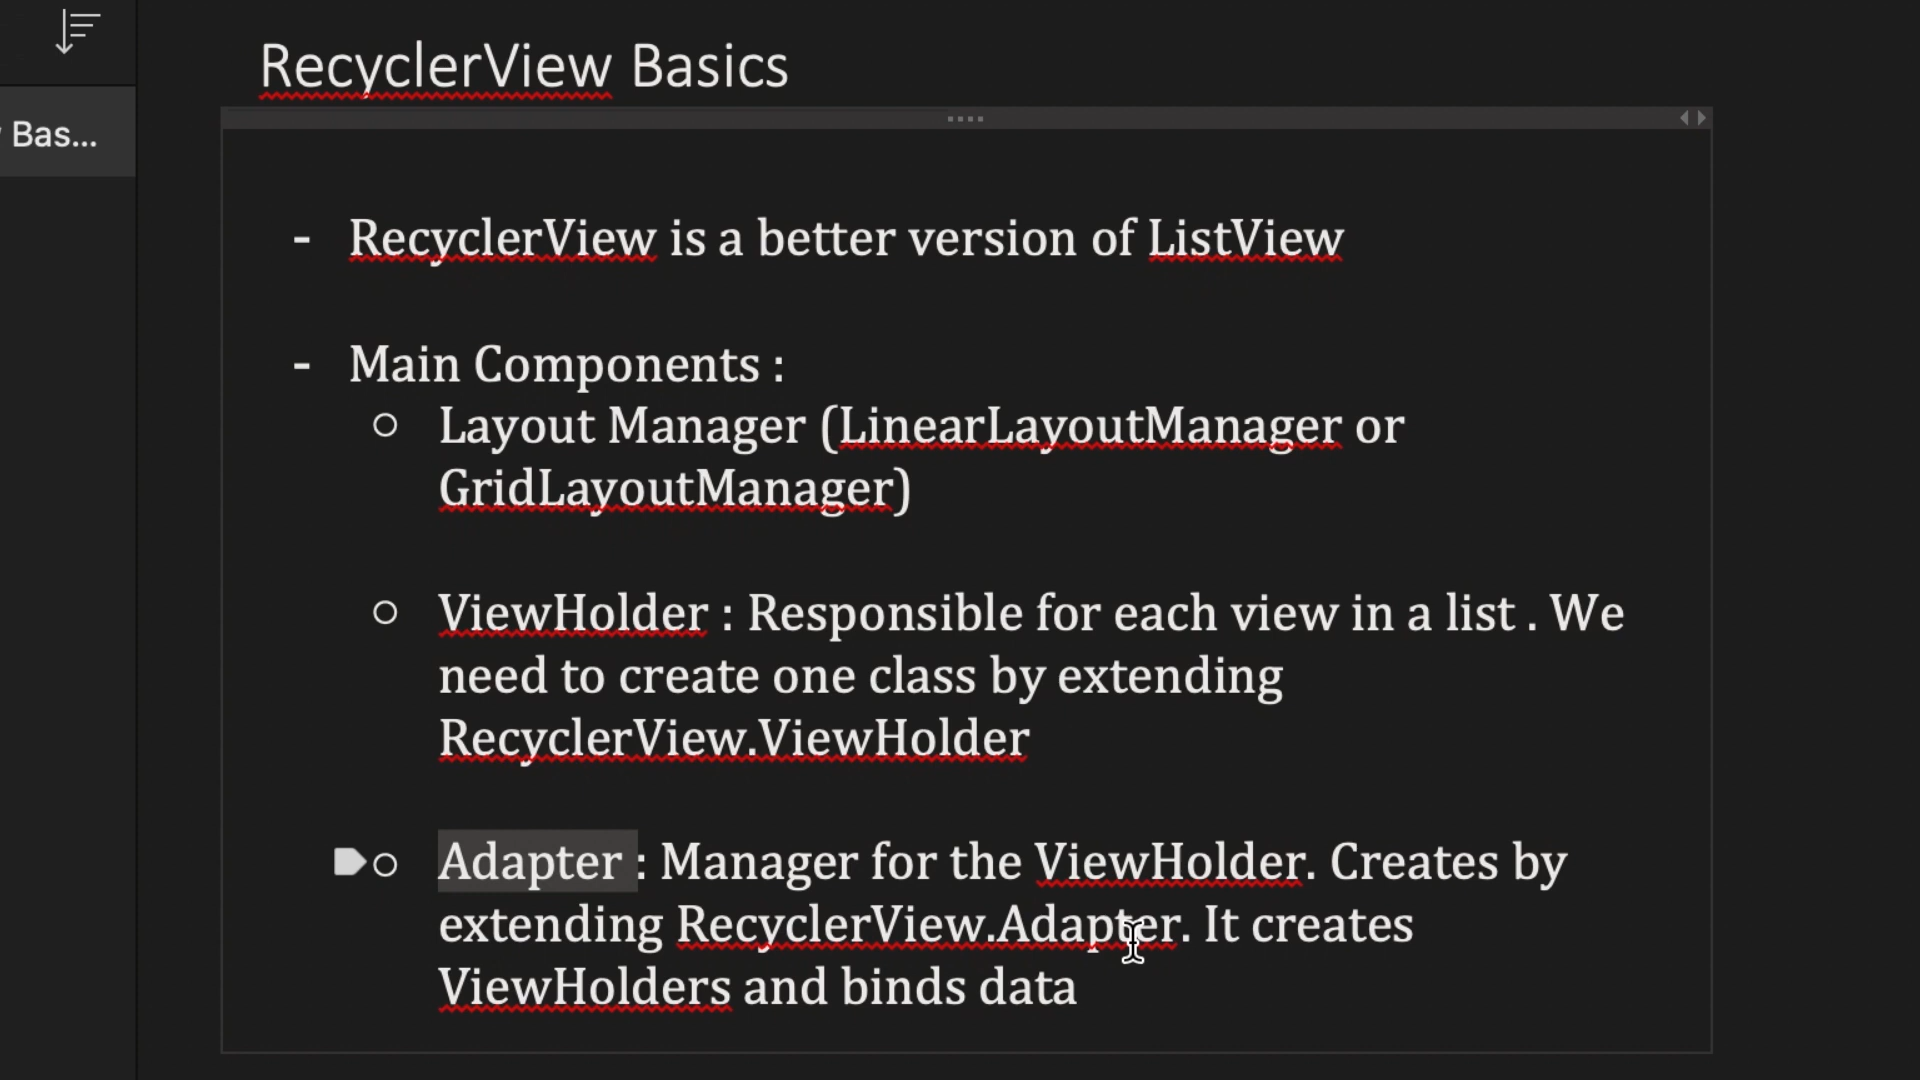 RecyclerView Basics
Bas...
- RecyclerView is a better version of ListView
- Main Components :
○ Layout Manager (LinearLayoutManager or
GridLayoutManager)
○ ViewHolder : Responsible for each view in a list . We
need to create one class by extending
RecyclerView.ViewHolder
○ Adapter : Manager for the ViewHolder. Creates by
extending RecyclerView.Adapter. It creates
ViewHolders and binds data